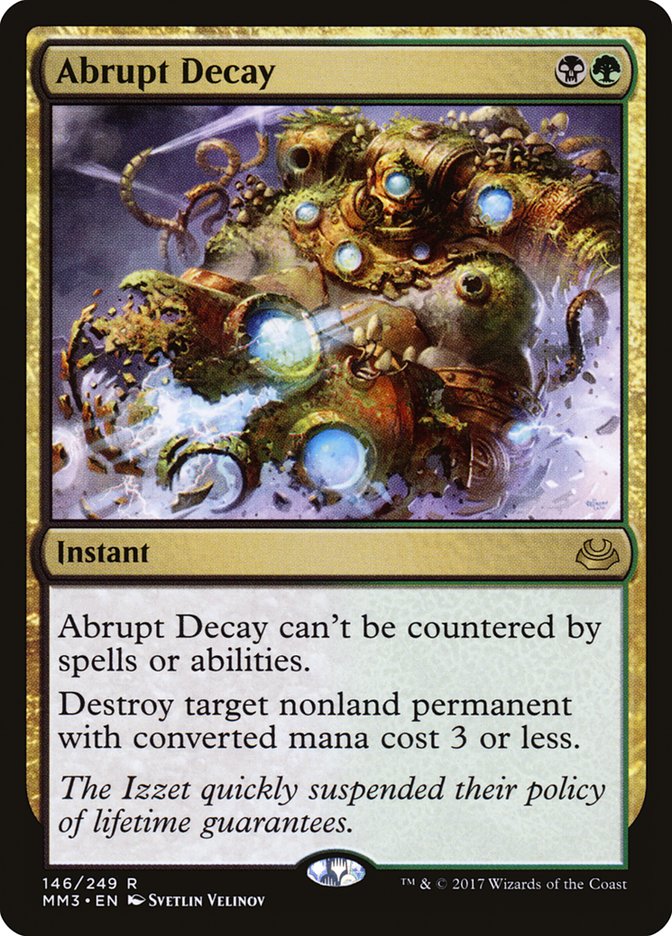 Abrupt Decay
Instant
Abrupt Decay can't be countered by
spells or abilities.
Destroy target nonland permanent
with converted mana cost 3 or less.
The Izzet quickly suspended their policy
of lifetime guarantees.
146/249 R
MM3 • EN Svetlin Velinov
™ & © 2017 Wizards of the Coast